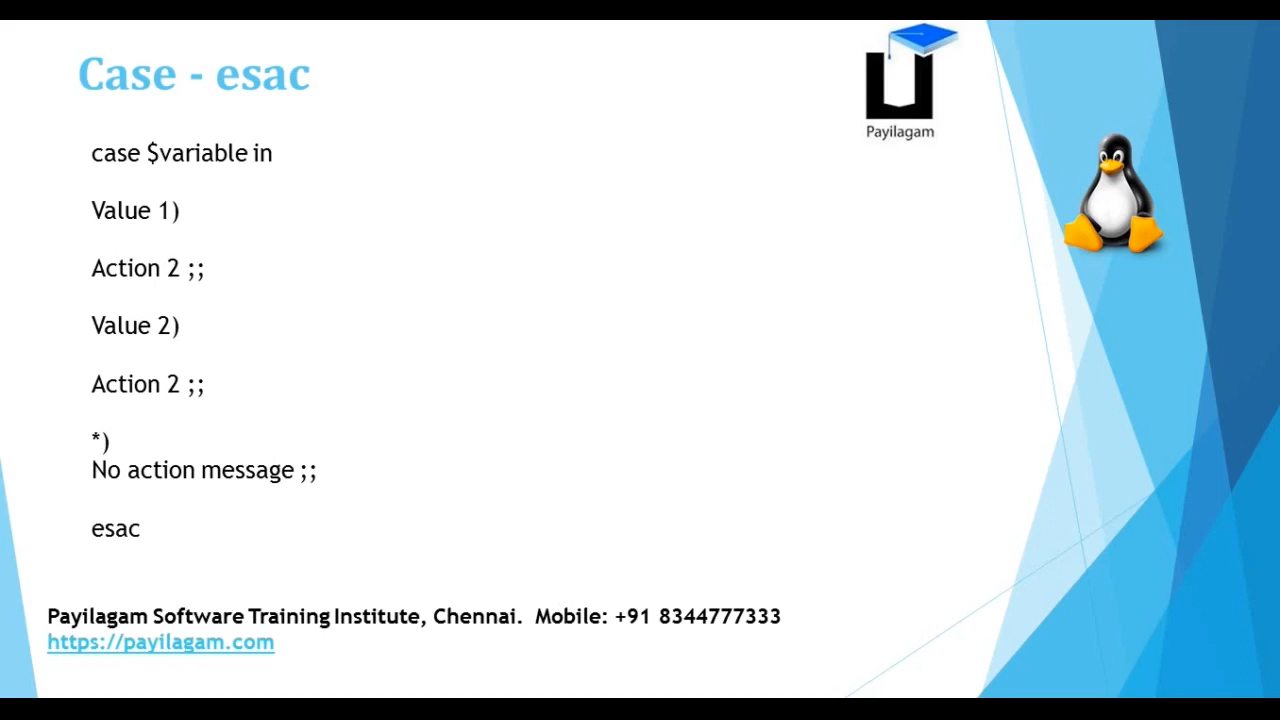 Case - esac
Payilagam
case $variable in
Value 1)
Action 2 ;;
Value 2)
Action 2 ;;
*)
No action message ;;
esac
Payilagam Software Training Institute, Chennai. Mobile: +91 8344777333
https://payilagam.com